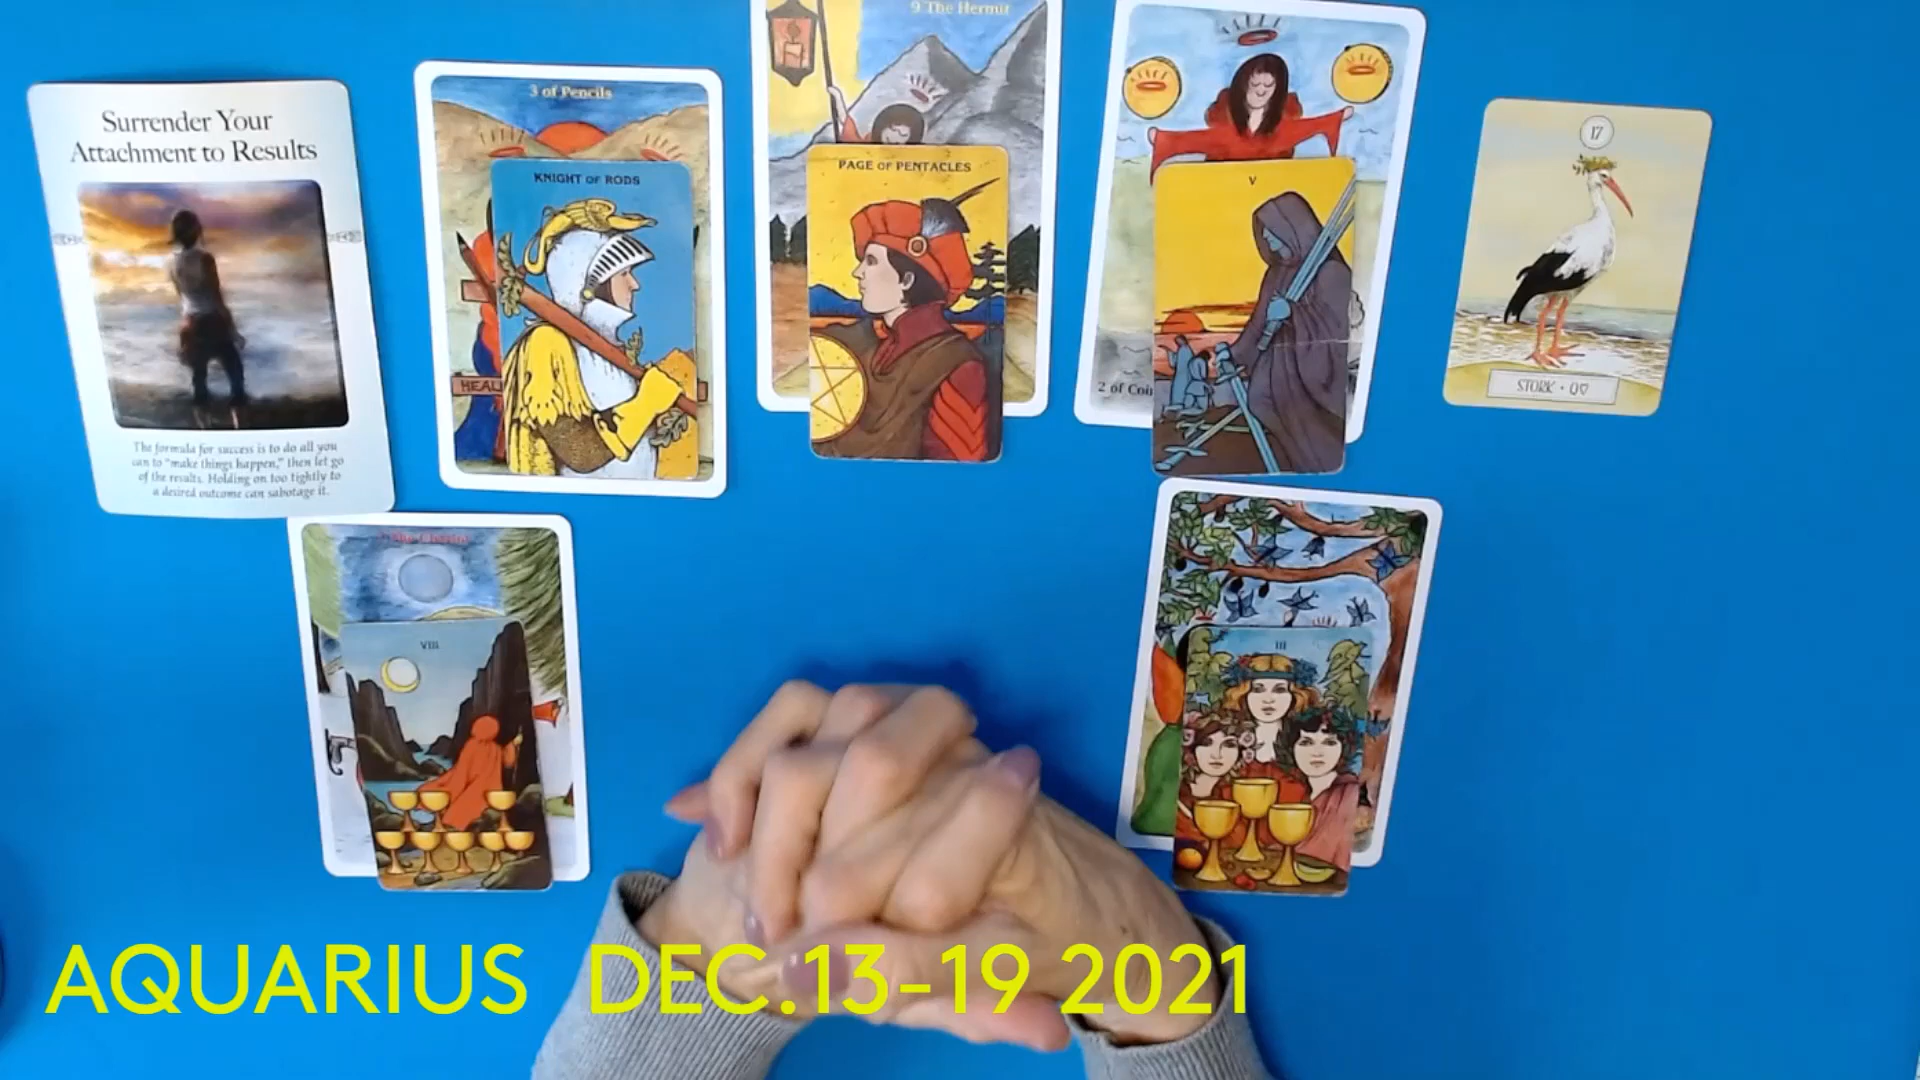 Surrender Your
Attachment to Results
The formula for success is to do all you
can to "make things happen," then let go
of the results. Holding on too tightly to
a desired outcome can sabotage it.
3 of Pencils
KNIGHT OF RODS
HEAL
9 The Hermit
PAGE OF PENTACLES
V
2 of Coi
17
STORK • Q♡
The Chariot
VIII
III
AQUARIUS DEC.13-19 2021